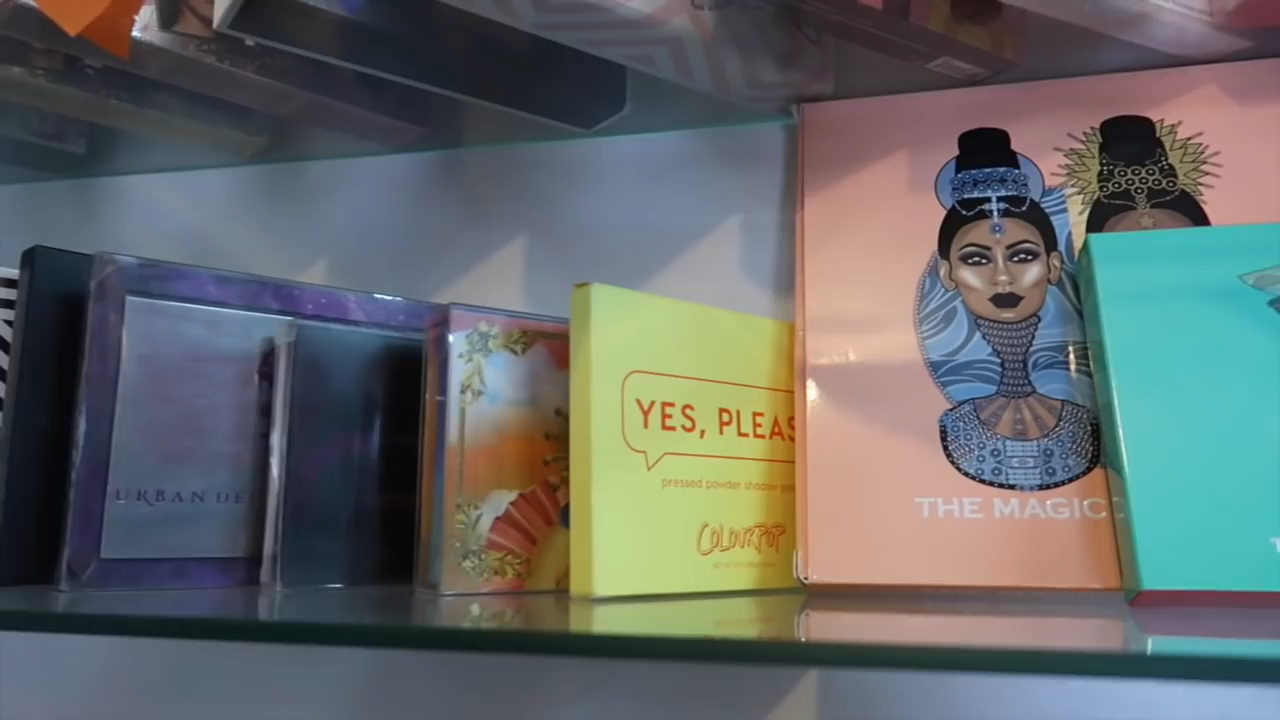 URBAN DE
YES, PLEAS
pressed powder shadow
COLOURPOP
THE MAGIC
T